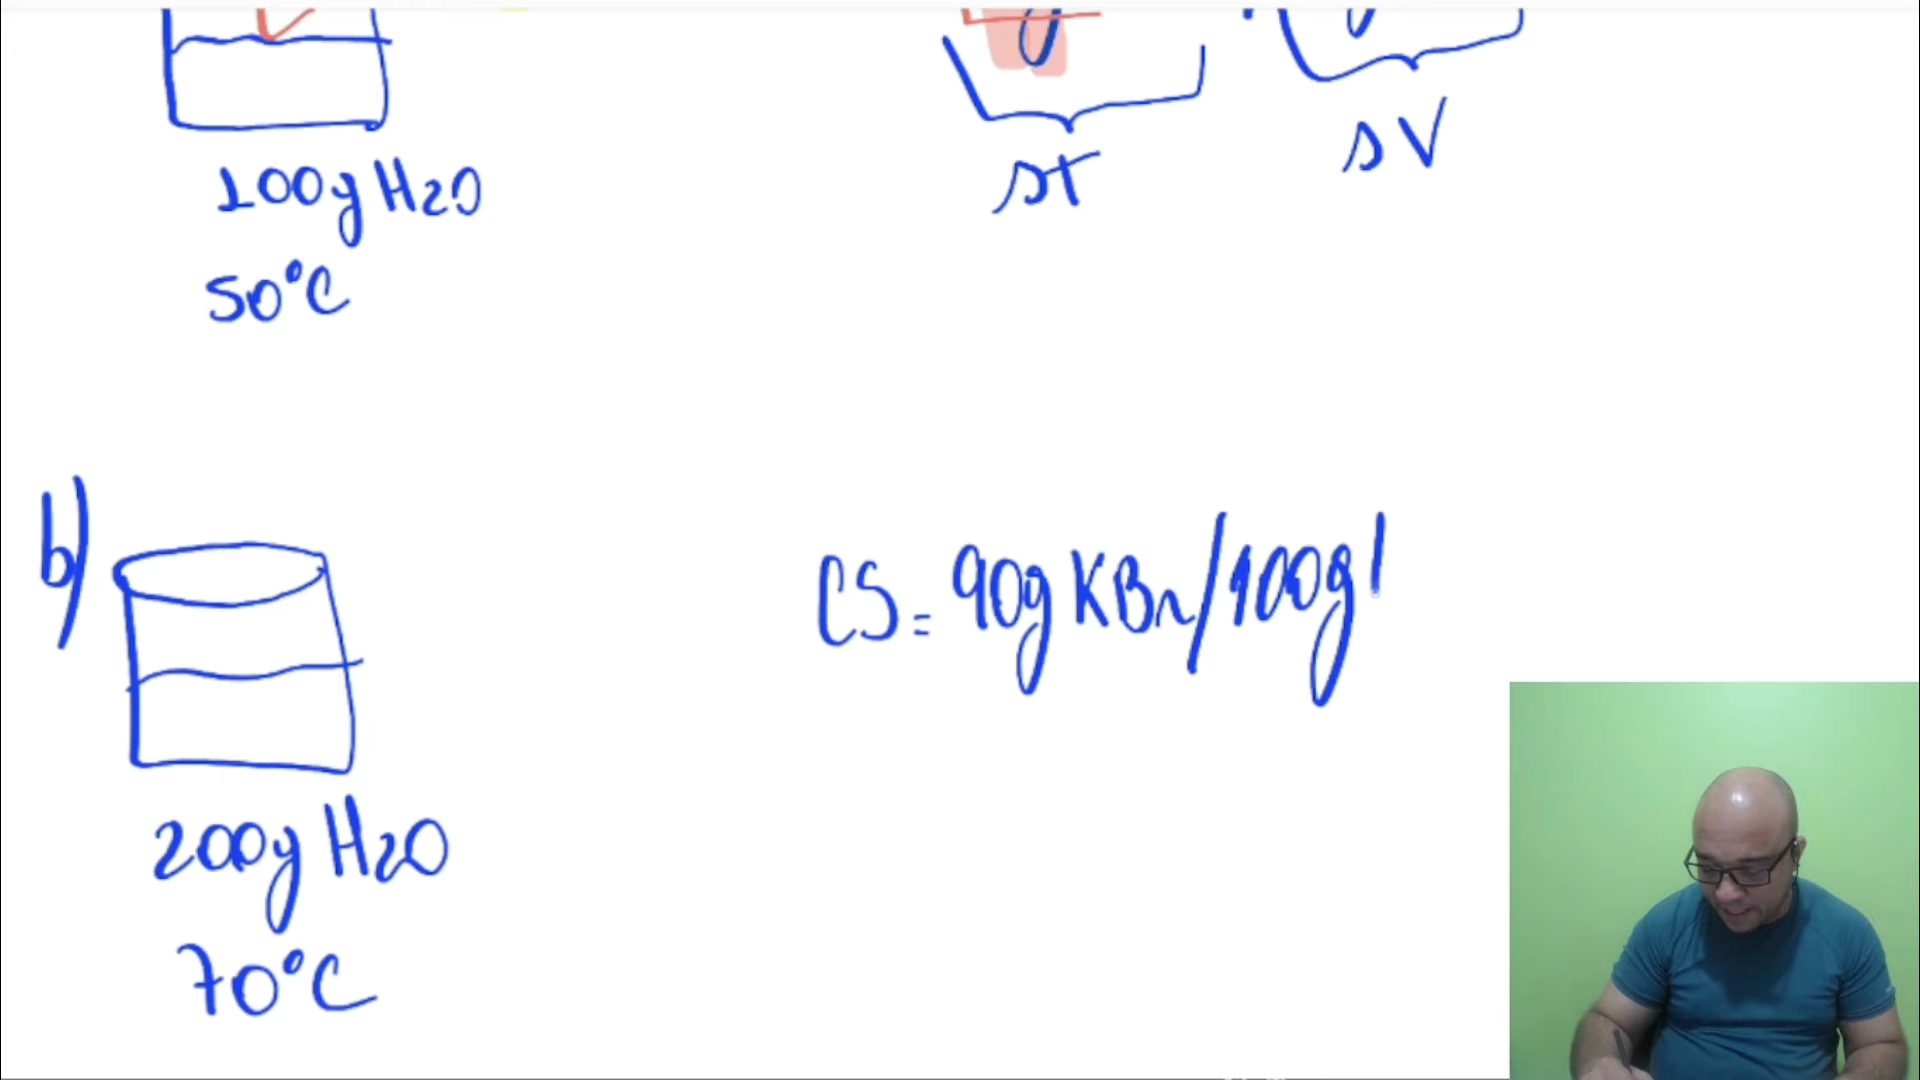 100g H2O
50°C
ST
SV
b)
CS = 90g KBr/100g
200g H2O
70°C